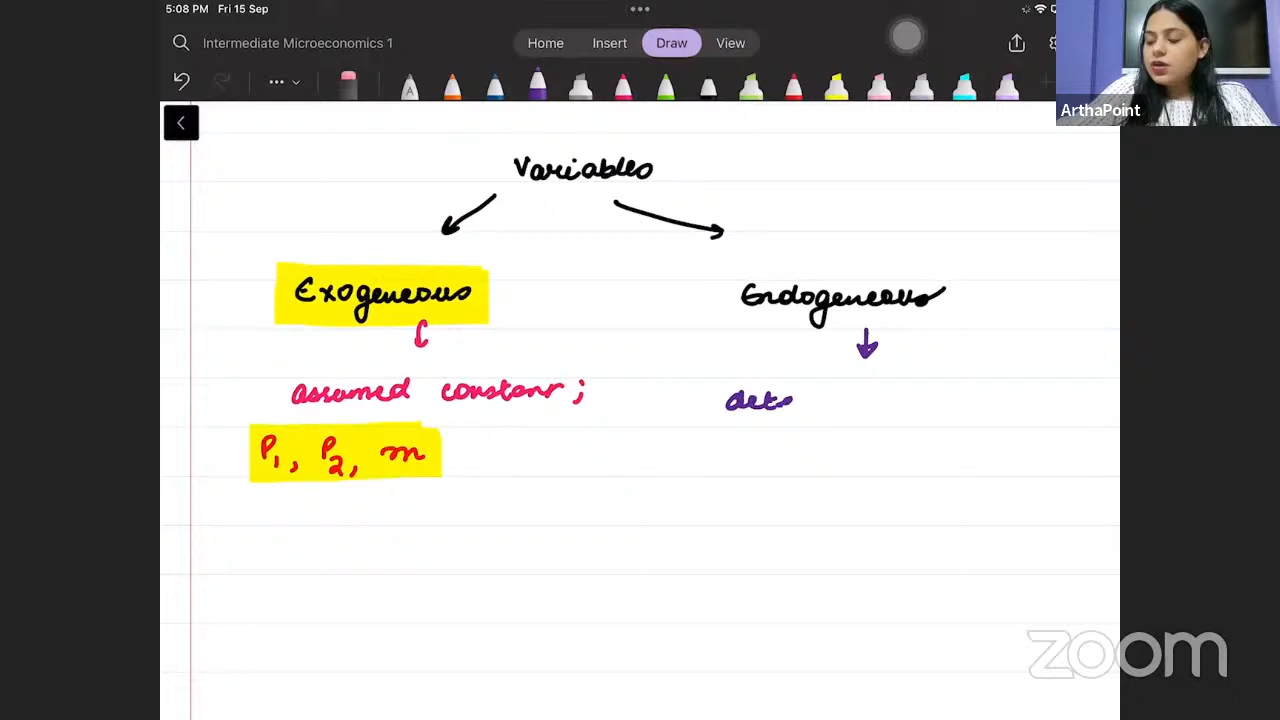 5:08 PM Fri 15 Sep
Intermediate Microeconomics 1
Home Insert Draw View
A
ArthaPoint
Variables
Exogeneous Endogeneous
assumed constant; dete
P1, P2, m
zoom